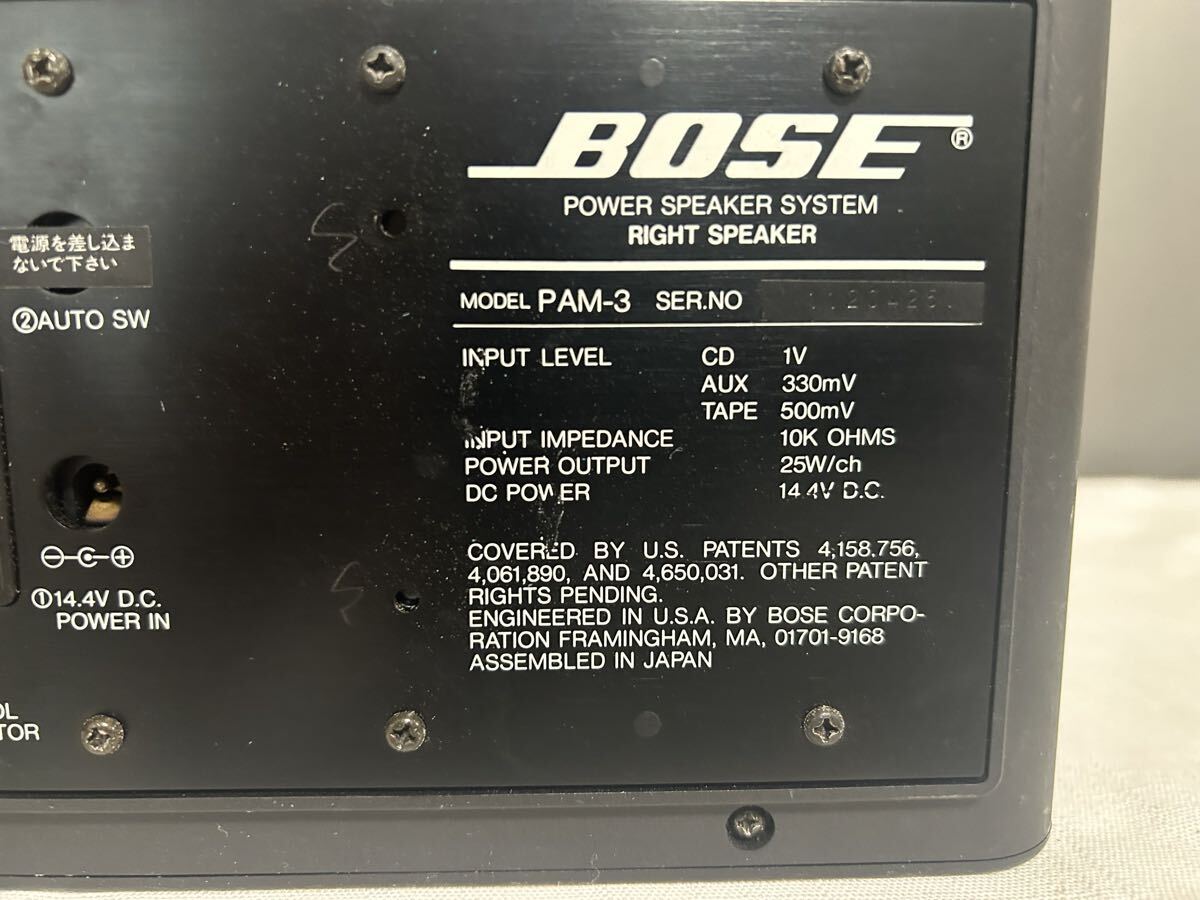 BOSE®
POWER SPEAKER SYSTEM
RIGHT SPEAKER
MODEL PAM-3 SER.NO
INPUT LEVEL CD 1V
AUX 330mV
TAPE 500mV
INPUT IMPEDANCE 10K OHMS
POWER OUTPUT 25W/ch
DC POWER 14.4V D.C.
COVERED BY U.S. PATENTS 4,158.756,
4,061,890, AND 4,650,031. OTHER PATENT
RIGHTS PENDING.
ENGINEERED IN U.S.A. BY BOSE CORPO-
RATION FRAMINGHAM, MA, 01701-9168
ASSEMBLED IN JAPAN
電源を差し込ま
ないで下さい
②AUTO SW
①14.4V D.C.
POWER IN